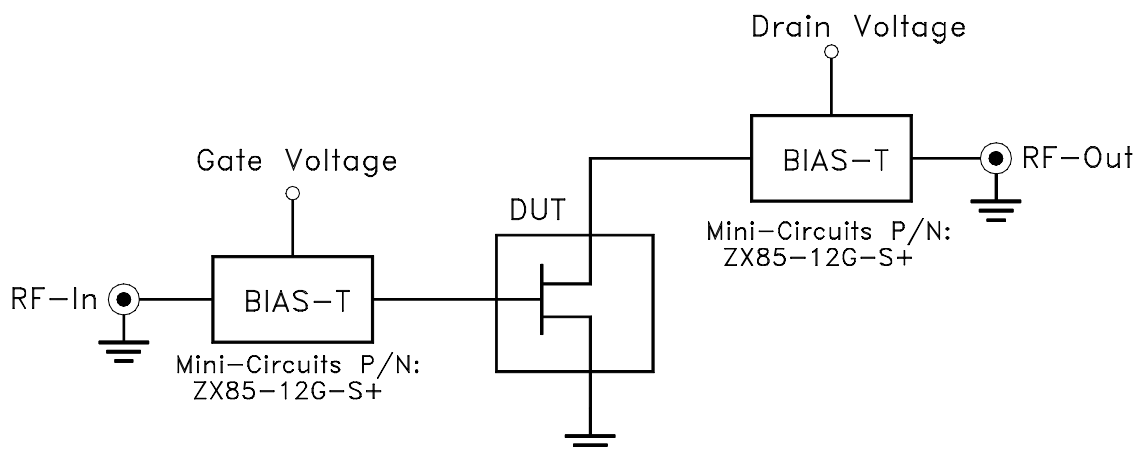 Drain Voltage
BIAS-T
RF-Out
Mini-Circuits P/N:
ZX85-12G-S+
Gate Voltage
DUT
RF-In
BIAS-T
Mini-Circuits P/N:
ZX85-12G-S+